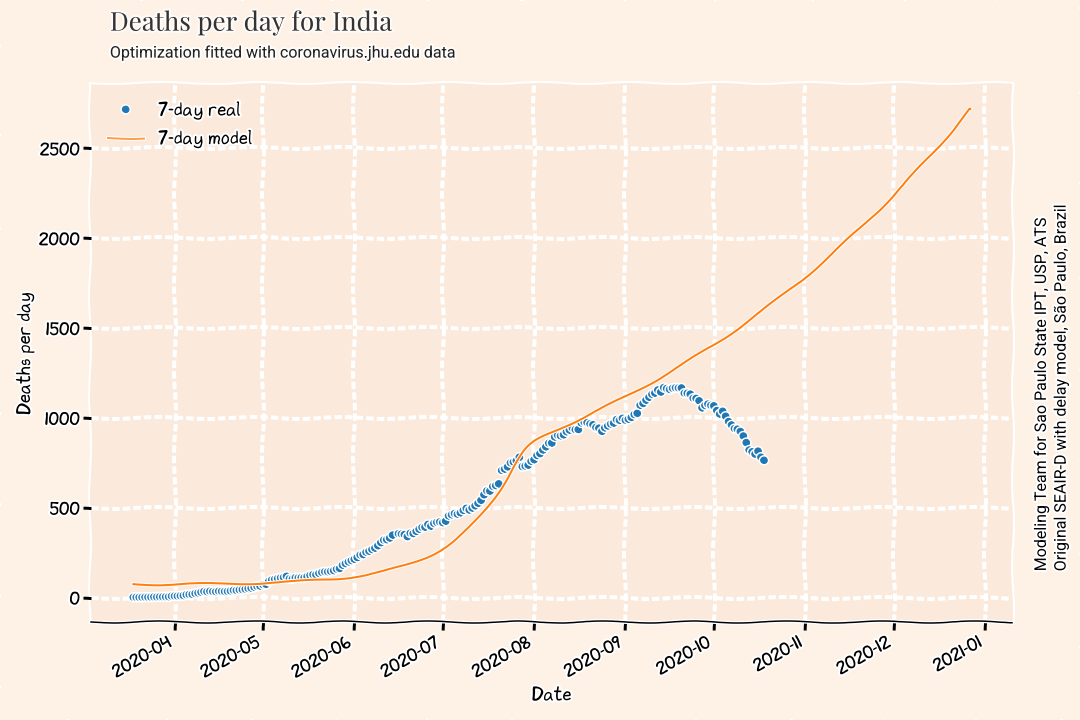 Deaths per day for India
Optimization fitted with coronavirus.jhu.edu data
7-day real
7-day model
2500
2000
1500
1000
500
0
Deaths per day
2020-04
2020-05
2020-06
2020-07
2020-08
2020-09
2020-10
2020-11
2020-12
2021-01
Date
Modeling Team for Sao Paulo State IPT, USP, ATS
Original SEAIR-D with delay model, São Paulo, Brazil